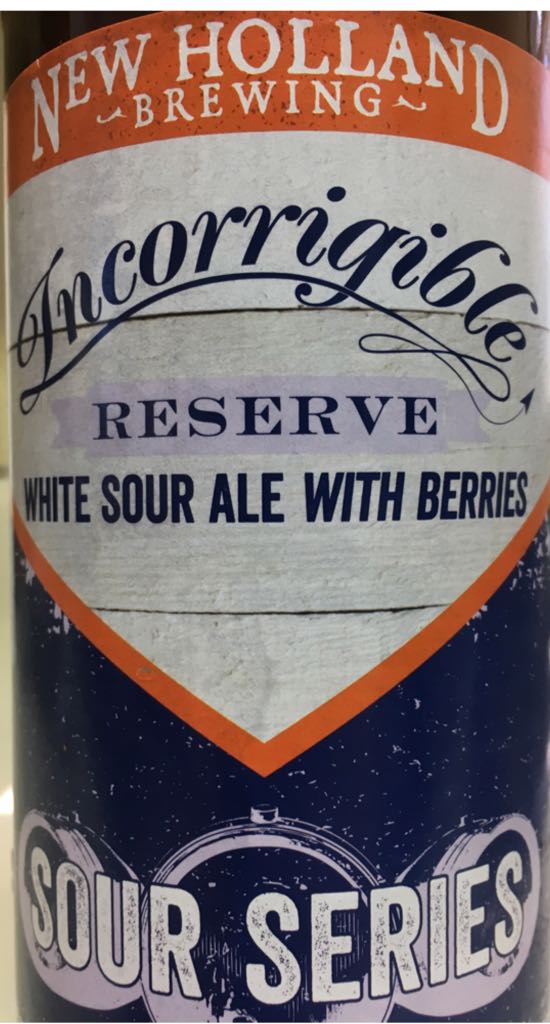 NEW HOLLAND
BREWING
Incorrigible
RESERVE
WHITE SOUR ALE WITH BERRIES
SOUR SERIES